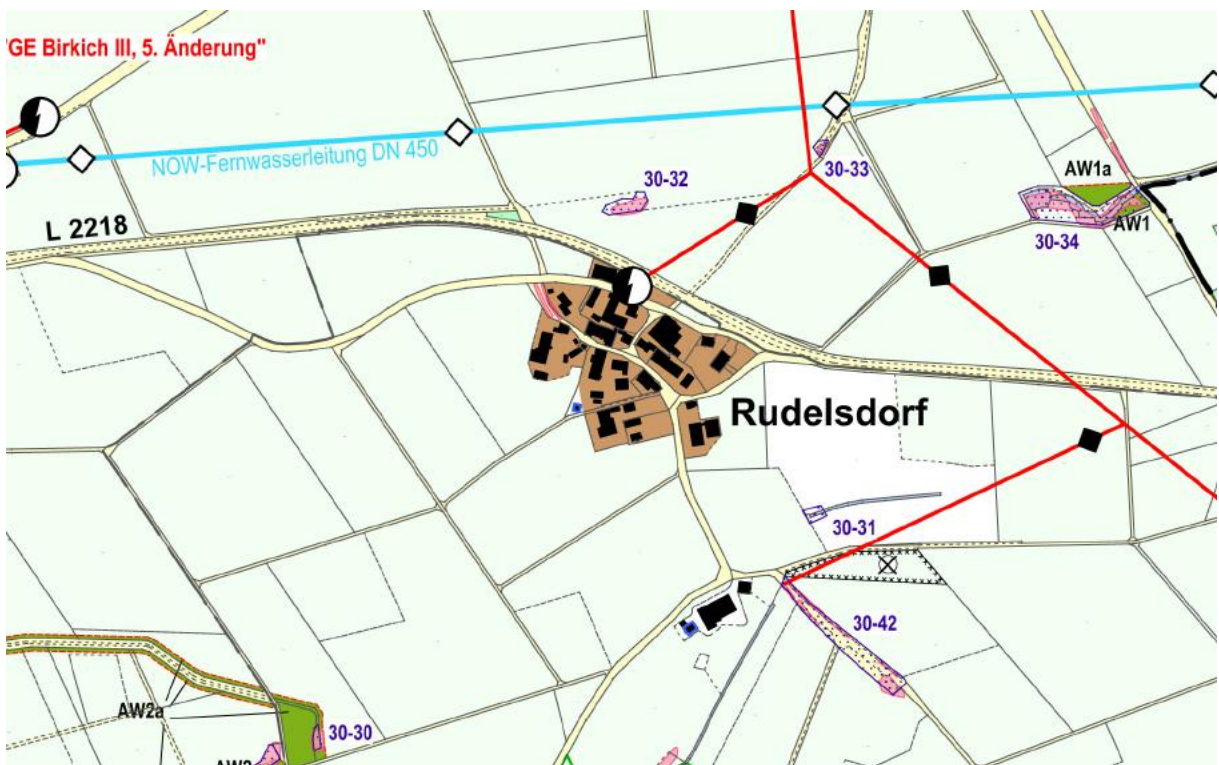 "GE Birkich III, 5. Änderung"
NOW-Fernwasserleitung DN 450
30-33
AW1a
30-32
L 2218
AW1
30-34
Rudelsdorf
30-31
30-42
AW2a
30-30